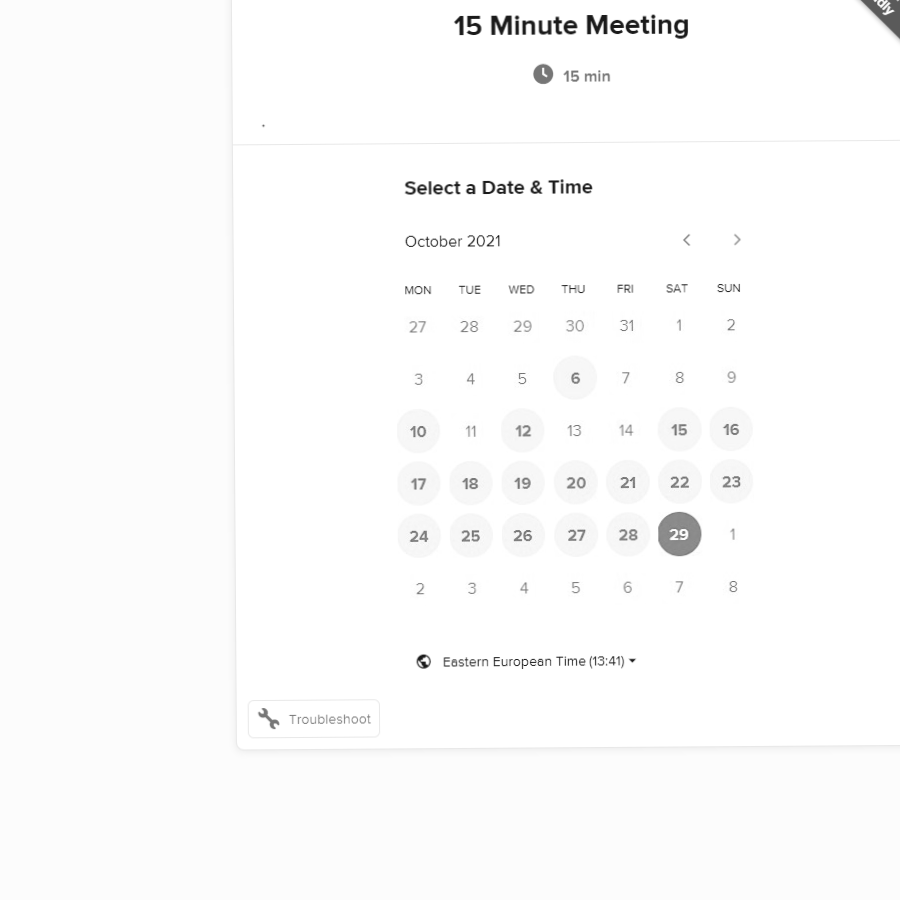 15 Minute Meeting
15 min
.
Select a Date & Time
October 2021
MON TUE WED THU FRI SAT SUN
27 28 29 30 31 1 2
3 4 5 6 7 8 9
10 11 12 13 14 15 16
17 18 19 20 21 22 23
24 25 26 27 28 29 1
2 3 4 5 6 7 8
Eastern European Time (13:41)
Troubleshoot